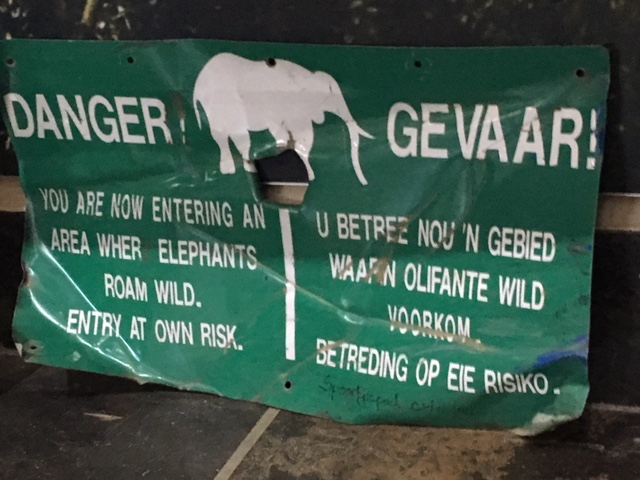 DANGER!
GEVAAR!
YOU ARE NOW ENTERING AN
AREA WHER ELEPHANTS
ROAM WILD.
ENTRY AT OWN RISK.
U BETREE NOU 'N GEBIED
WAARIN OLIFANTE WILD
VOORKOM.
BETREDING OP EIE RISIKO.